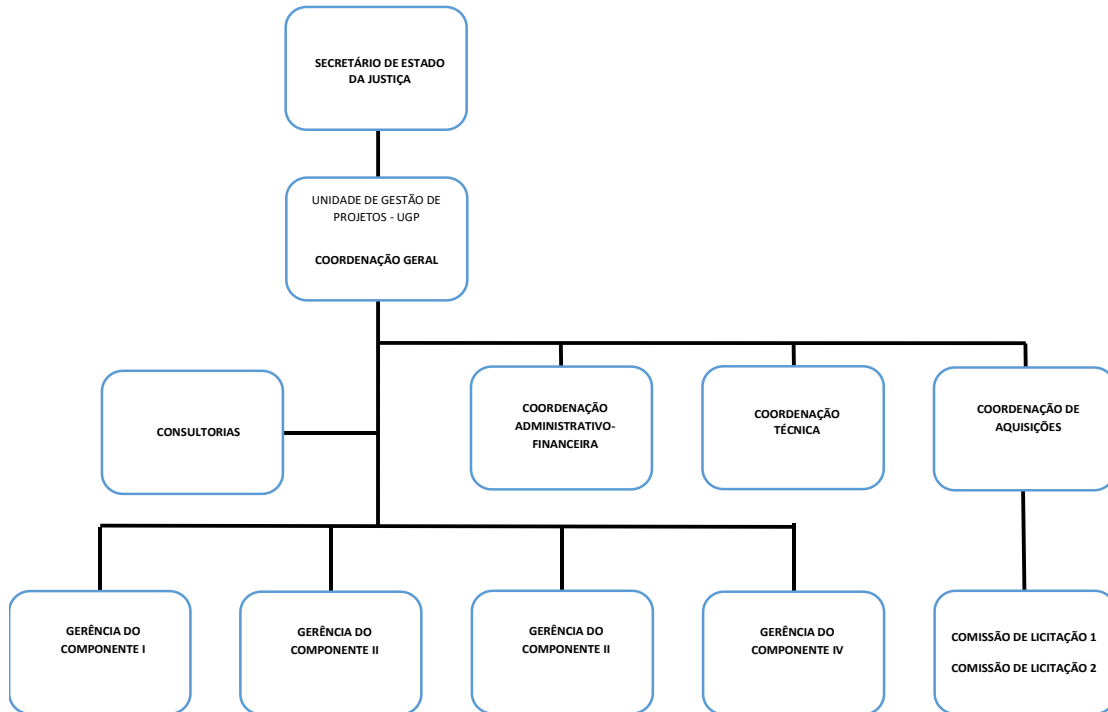 SECRETÁRIO DE ESTADO
DA JUSTIÇA
UNIDADE DE GESTÃO DE
PROJETOS - UGP
COORDENAÇÃO GERAL
CONSULTORIAS
COORDENAÇÃO
ADMINISTRATIVO-
FINANCEIRA
COORDENAÇÃO
TÉCNICA
COORDENAÇÃO DE
AQUISIÇÕES
GERÊNCIA DO
COMPONENTE I
GERÊNCIA DO
COMPONENTE II
GERÊNCIA DO
COMPONENTE II
GERÊNCIA DO
COMPONENTE IV
COMISSÃO DE LICITAÇÃO 1
COMISSÃO DE LICITAÇÃO 2